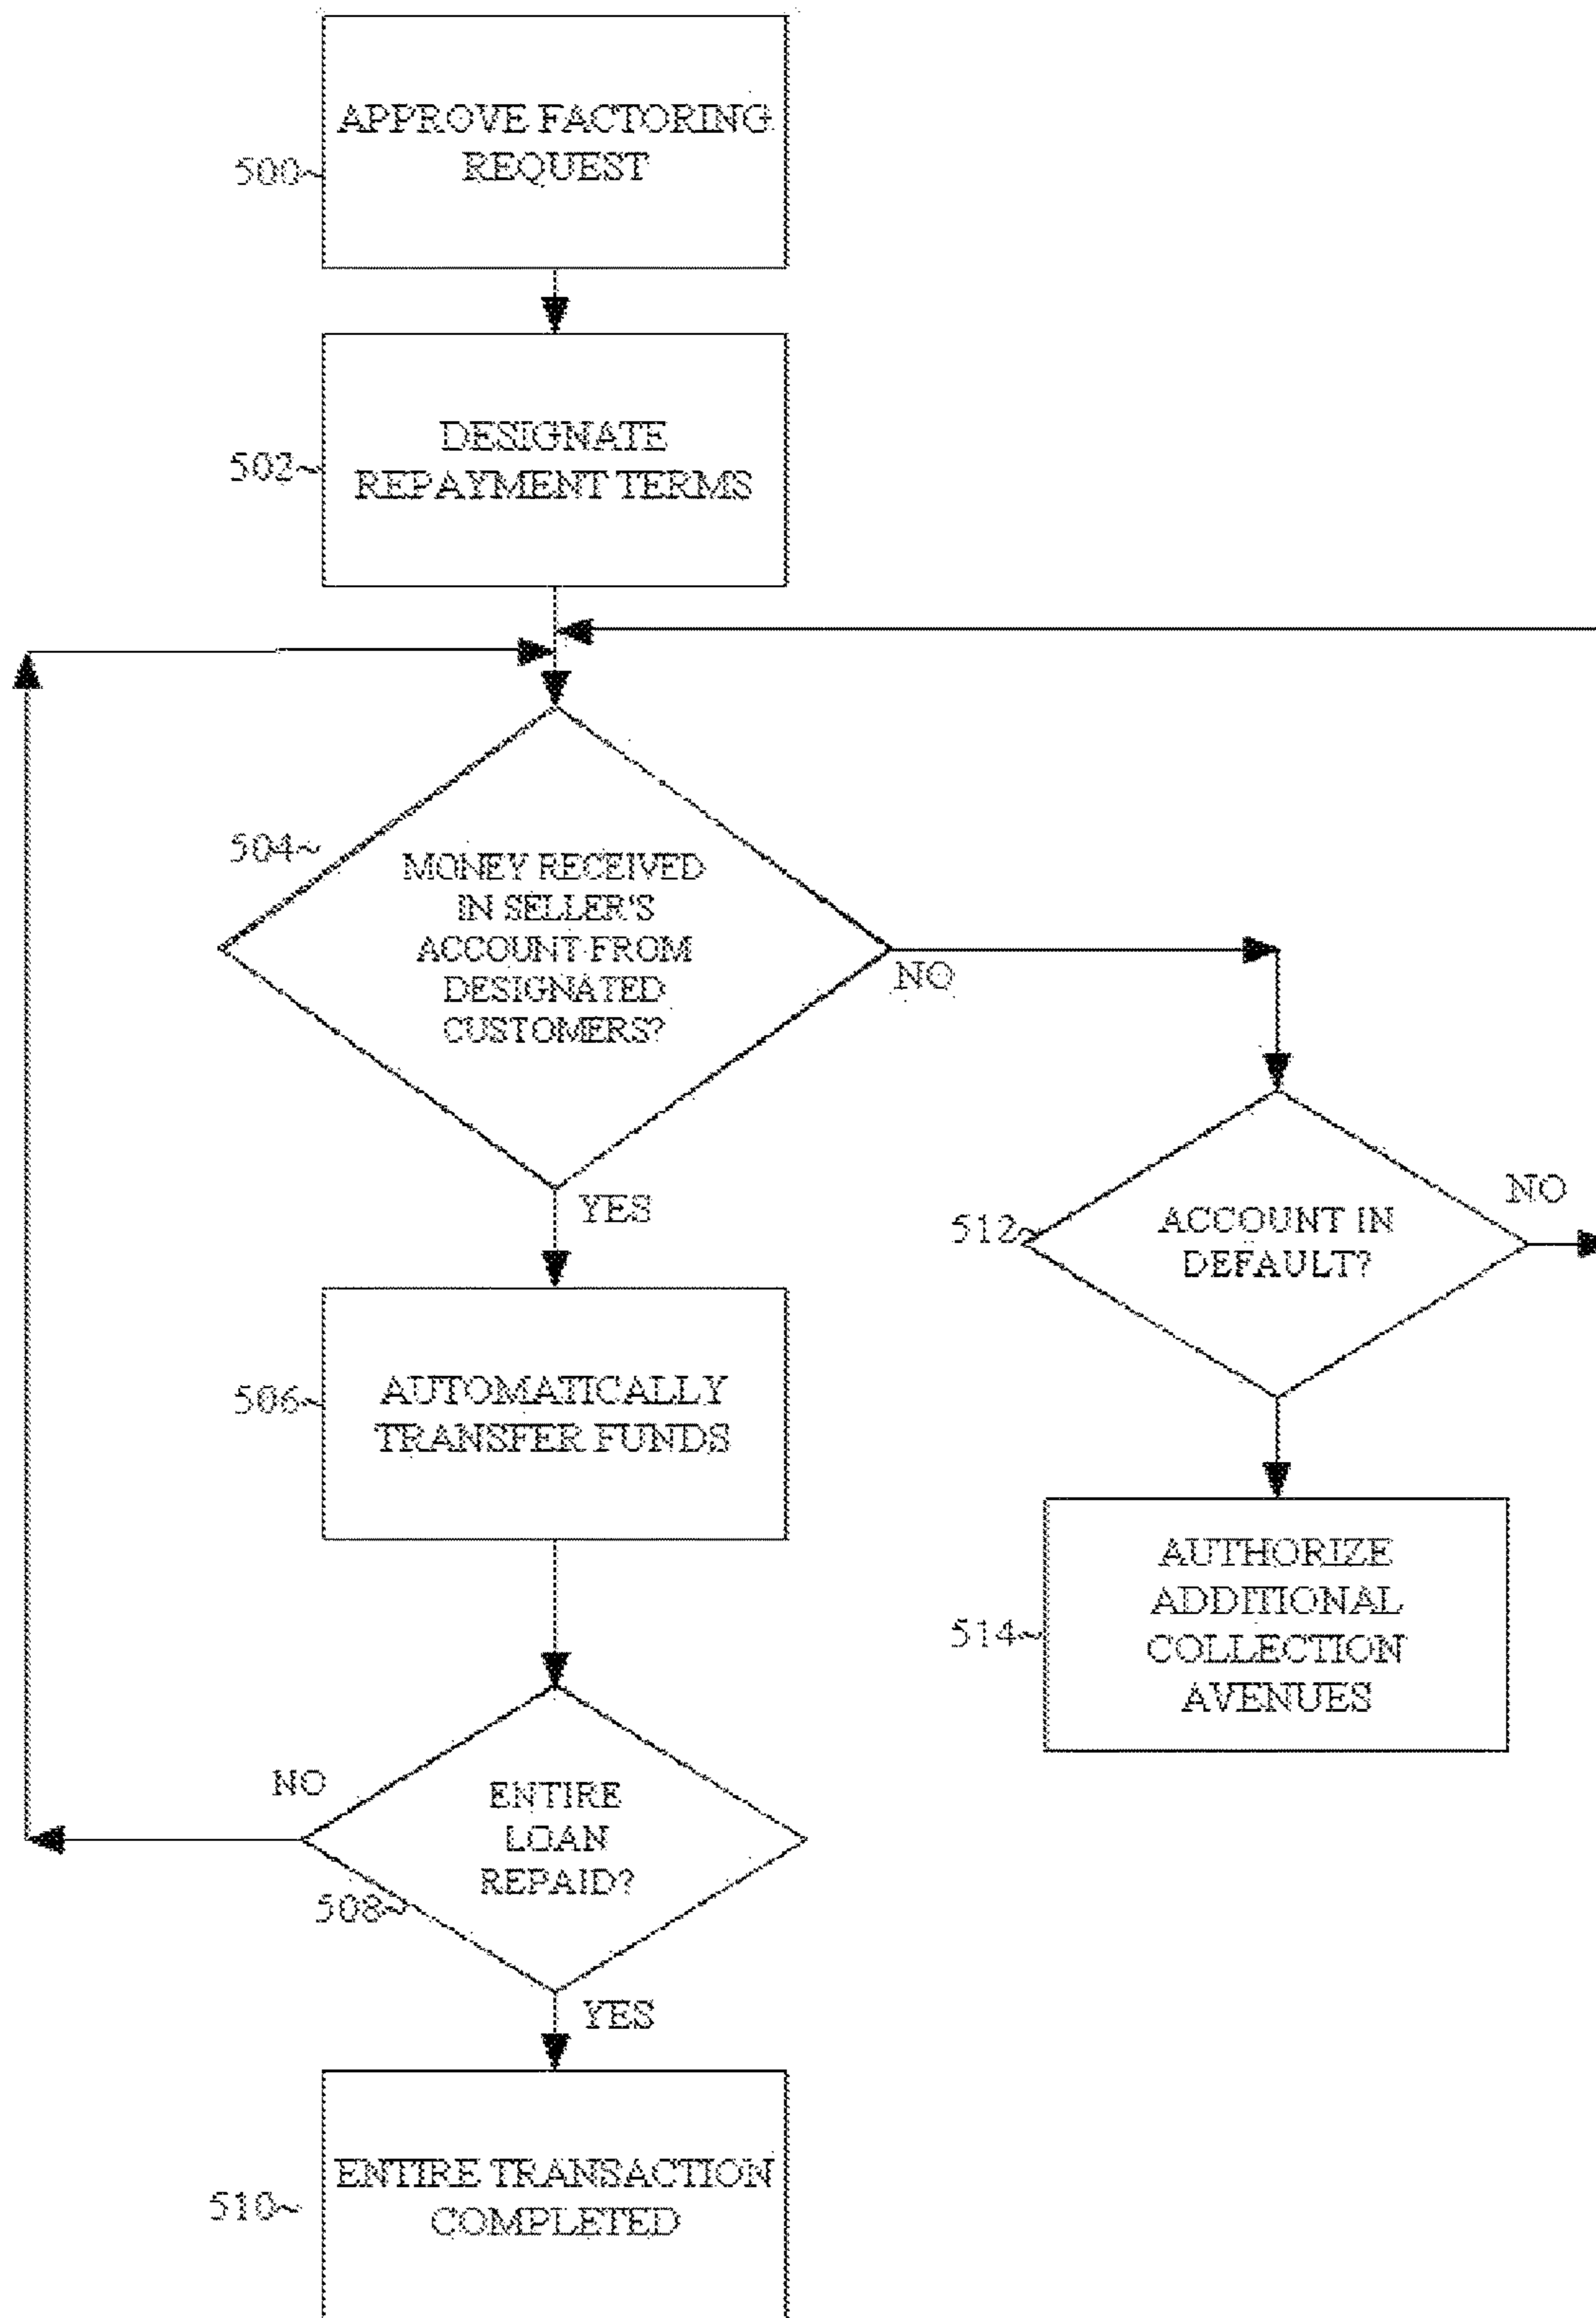 APPROVE FACTORING
REQUEST
500~
DESIGNATE
REPAYMENT TERMS
502~
504~
MONEY RECEIVED
IN SELLER'S
ACCOUNT FROM
DESIGNATED
CUSTOMERS?
NO
YES
512~
ACCOUNT IN
DEFAULT?
NO
506~
AUTOMATICALLY
TRANSFER FUNDS
514~
AUTHORIZE
ADDITIONAL
COLLECTION
AVENUES
NO
ENTIRE
LOAN
REPAID?
508~
YES
510~
ENTIRE TRANSACTION
COMPLETED